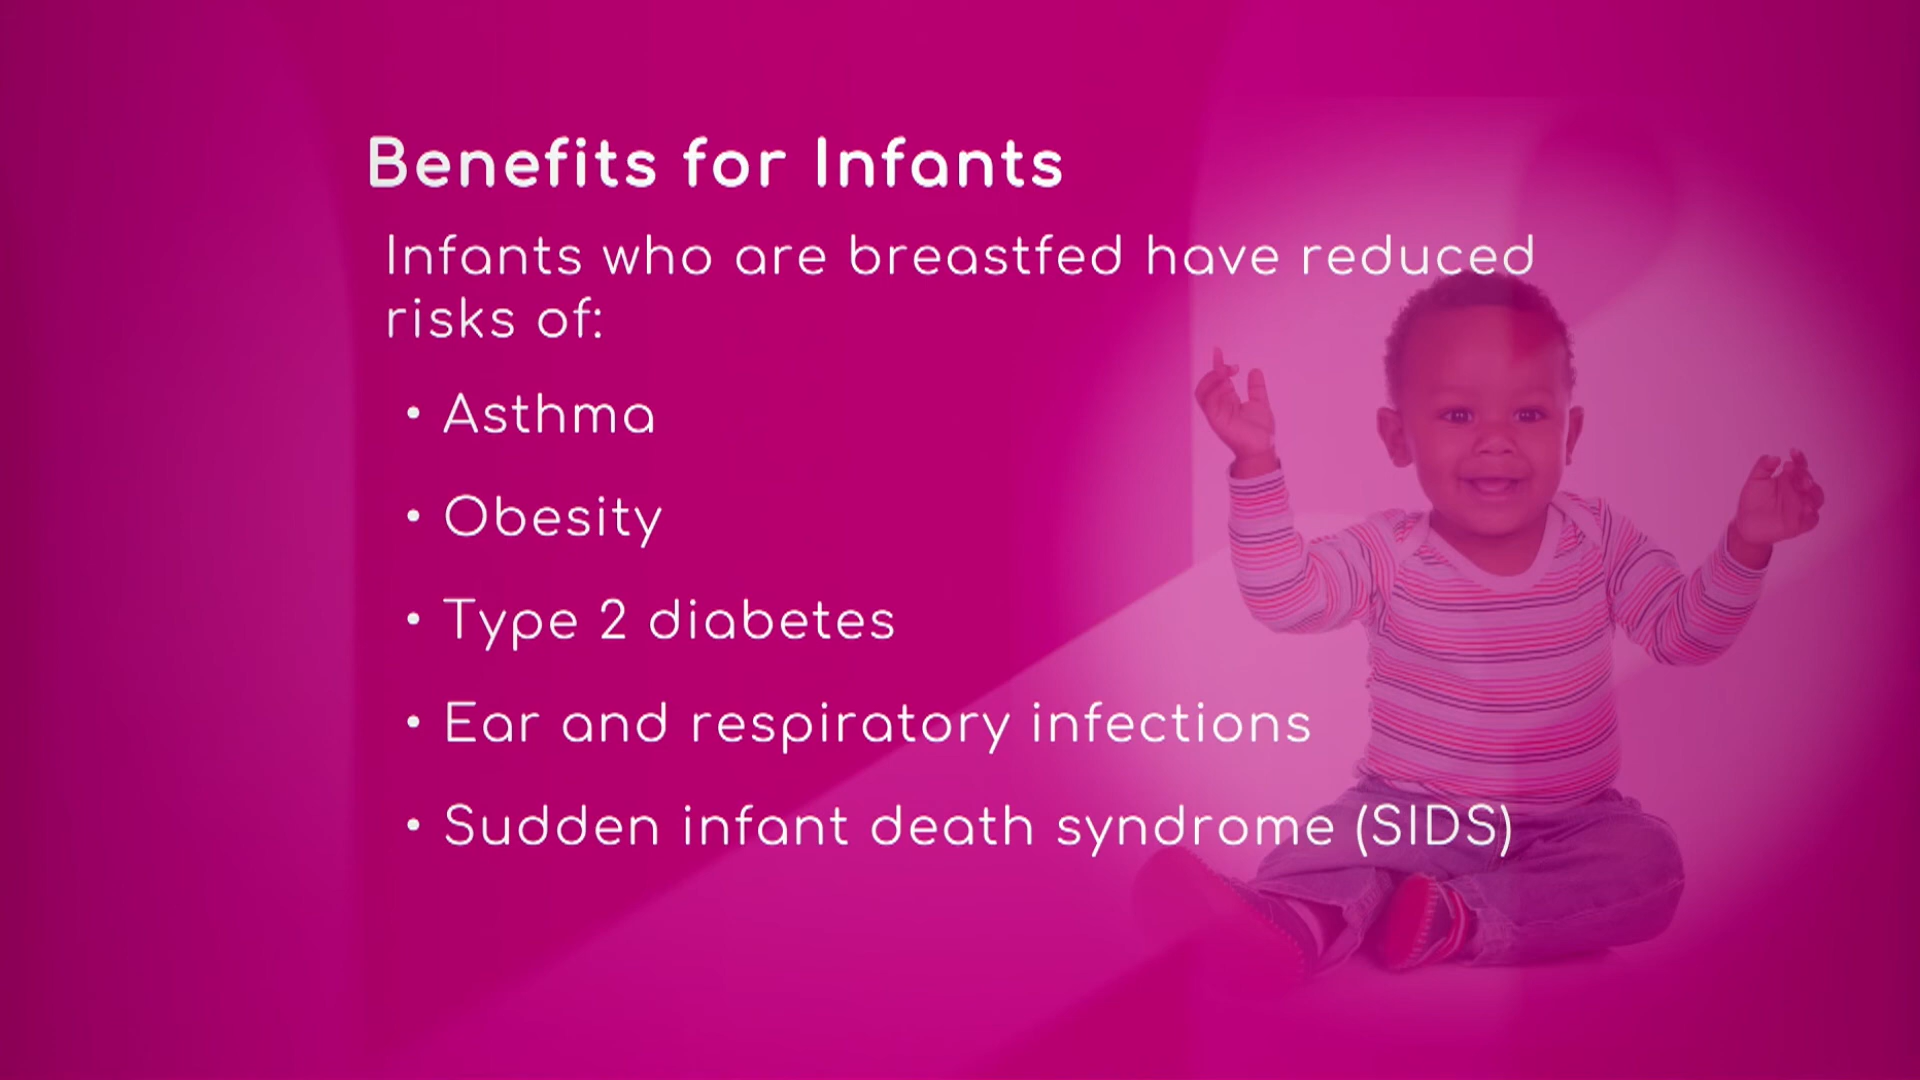 Benefits for Infants
Infants who are breastfed have reduced
risks of:
• Asthma
• Obesity
• Type 2 diabetes
• Ear and respiratory infections
• Sudden infant death syndrome (SIDS)